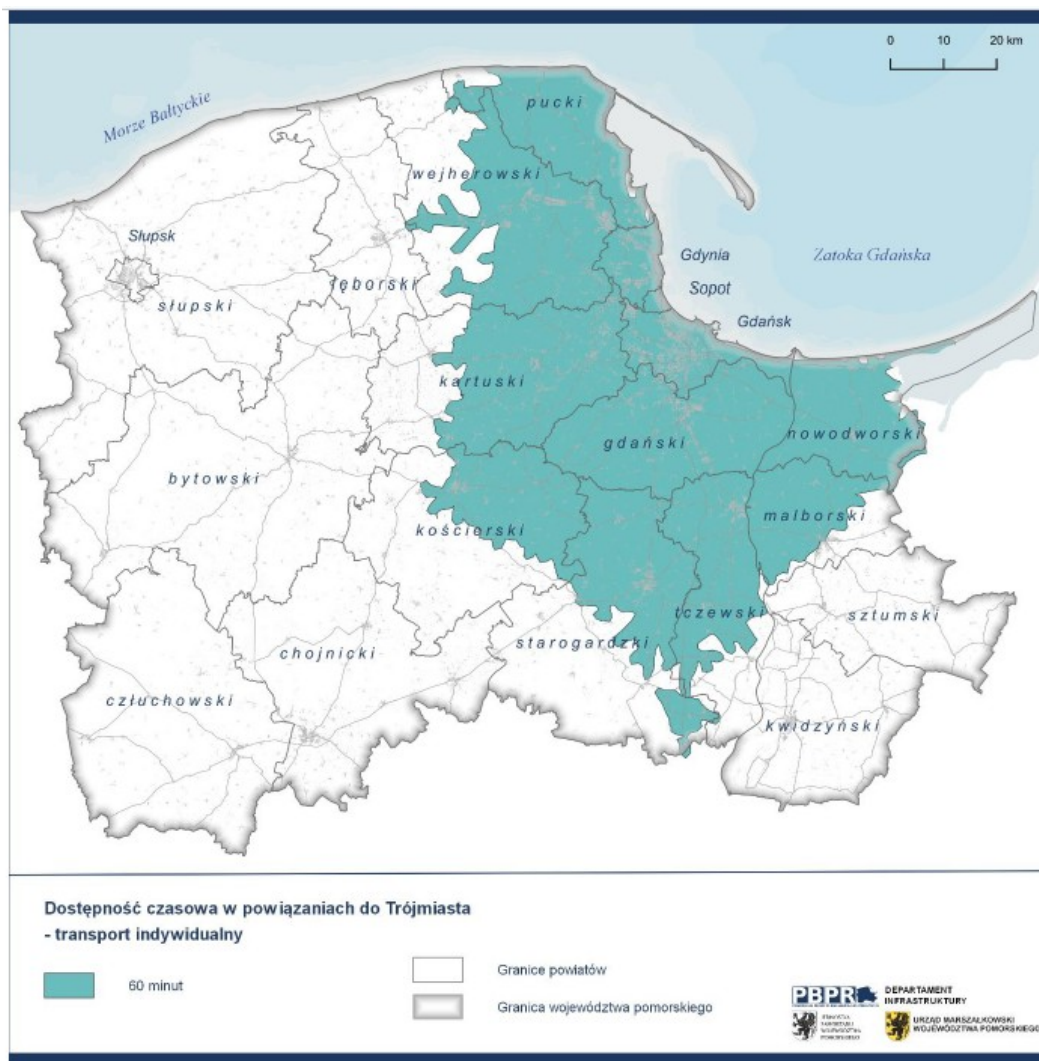 0 10 20 km
Morze Bałtyckie
pucki
wejherowski
Słupsk
Gdynia
Zatoka Gdańska
Sopot
lęborski
słupski
Gdańsk
kartuski
gdański
nowodworski
bytowski
malborski
kościerski
tczewski
sztumski
starogardzki
chojnicki
człuchowski
kwidzyński
Dostępność czasowa w powiązaniach do Trójmiasta
- transport indywidualny
60 minut
Granice powiatów
Granica województwa pomorskiego
PBPR
DEPARTAMENT
INFRASTRUKTURY
URZĄD MARSZAŁKOWSKI
WOJEWÓDZTWA POMORSKIEGO